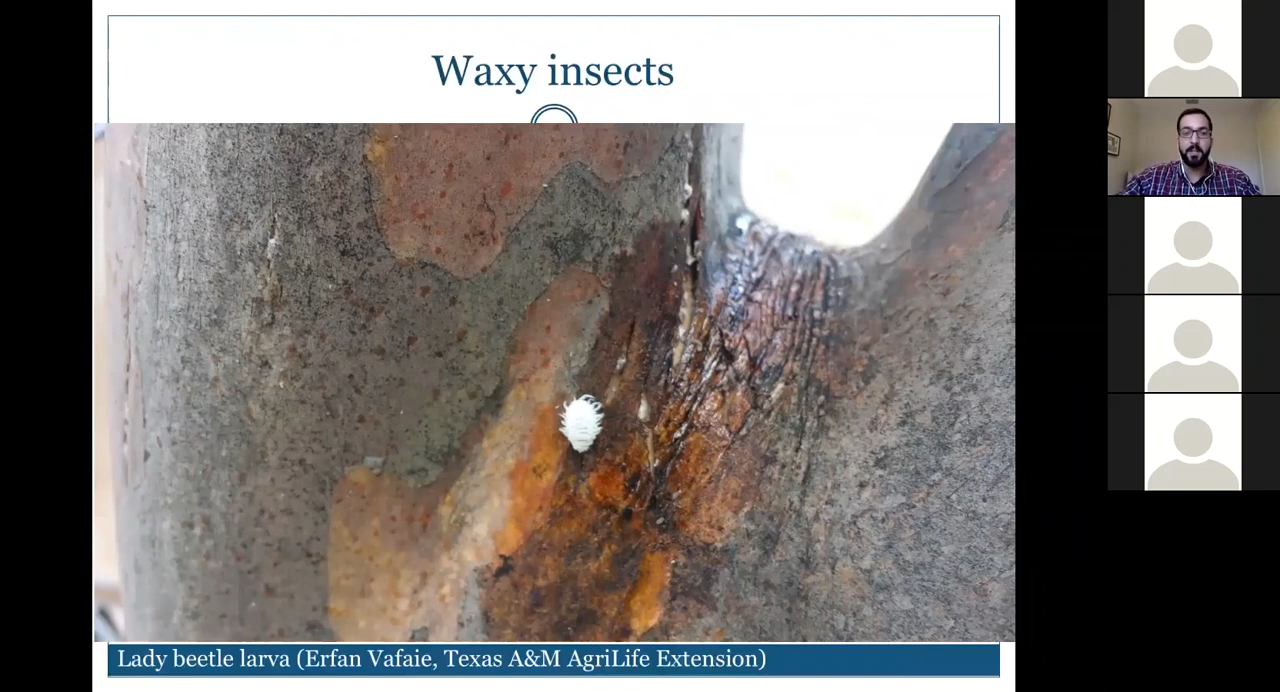 Waxy insects
Lady beetle larva (Erfan Vafaie, Texas A&M AgriLife Extension)